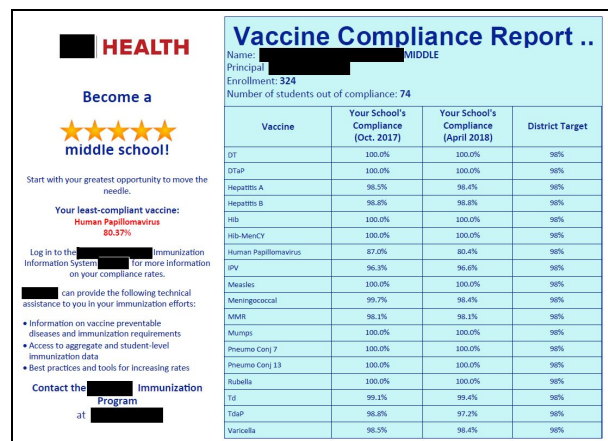 HEALTH
Become a
middle school!
Start with your greatest opportunity to move the
needle.
Your least-compliant vaccine:
Human Papillomavirus
80.37%
Log in to the Immunization
Information System for more information
on your compliance rates.
can provide the following technical
assistance to you in your immunization efforts:
• Information on vaccine preventable
diseases and immunization requirements
• Access to aggregate and student-level
immunization data
• Best practices and tools for increasing rates
Contact the Immunization
Program
at
Vaccine Compliance Report ..
Name: MIDDLE
Principal
Enrollment: 324
Number of students out of compliance: 74
Vaccine Your School's Compliance (Oct. 2017) Your School's Compliance (April 2018) District Target
DT 100.0% 100.0% 98%
DTaP 100.0% 100.0% 98%
Hepatitis A 98.5% 98.4% 98%
Hepatitis B 98.8% 98.8% 98%
Hib 100.0% 100.0% 98%
Hib-MenCY 100.0% 100.0% 98%
Human Papillomavirus 87.0% 80.4% 98%
IPV 96.3% 96.6% 98%
Measles 100.0% 100.0% 98%
Meningococcal 99.7% 98.4% 98%
MMR 98.1% 98.1% 98%
Mumps 100.0% 100.0% 98%
Pneumo Conj 7 100.0% 100.0% 98%
Pneumo Conj 13 100.0% 100.0% 98%
Rubella 100.0% 100.0% 98%
Td 99.1% 99.4% 98%
TdaP 98.8% 97.2% 98%
Varicella 98.5% 98.4% 98%